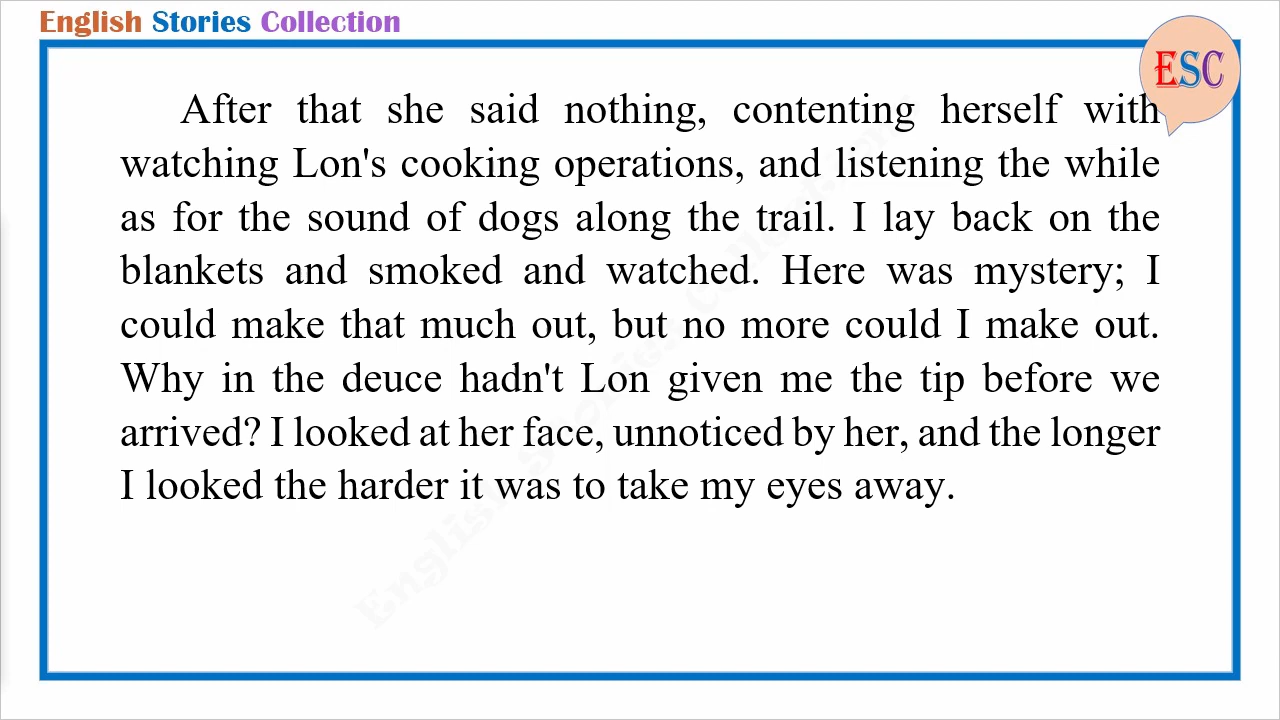 English Stories Collection
ESC
After that she said nothing, contenting herself with
watching Lon's cooking operations, and listening the while
as for the sound of dogs along the trail. I lay back on the
blankets and smoked and watched. Here was mystery; I
could make that much out, but no more could I make out.
Why in the deuce hadn't Lon given me the tip before we
arrived? I looked at her face, unnoticed by her, and the longer
I looked the harder it was to take my eyes away.